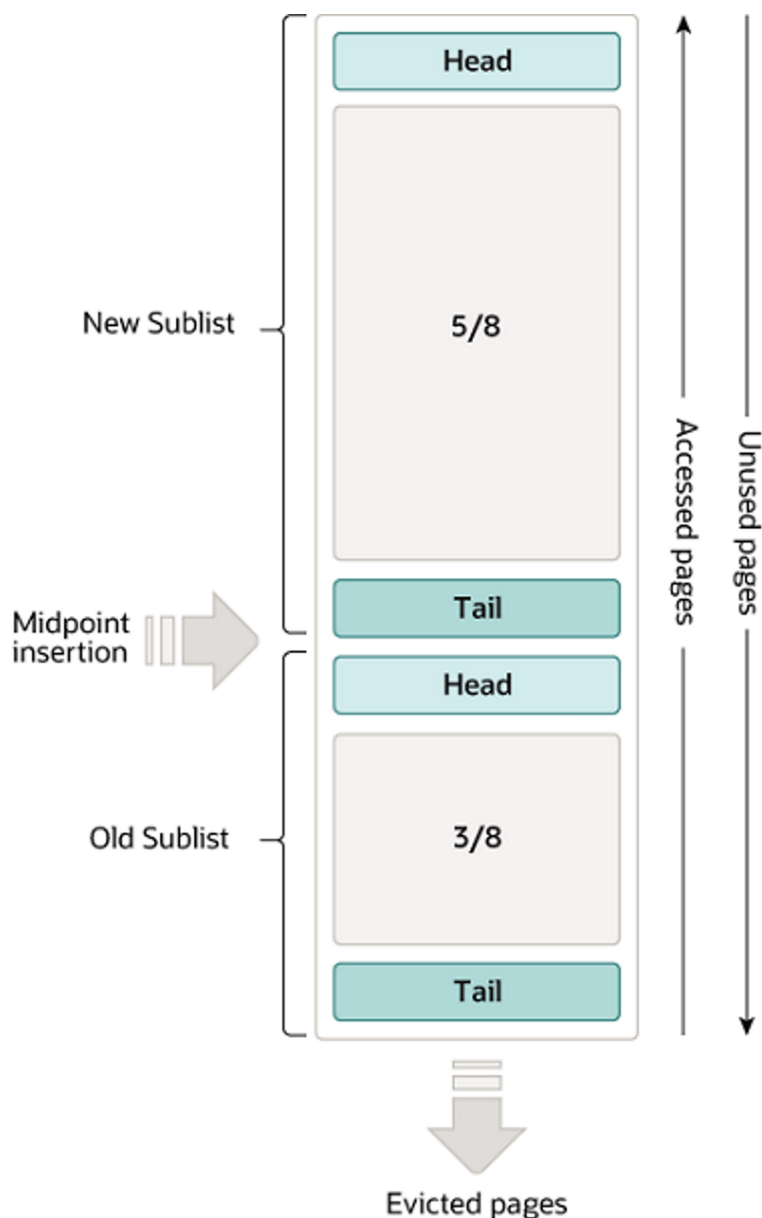 Head
New Sublist
5/8
Accessed pages
Unused pages
Tail
Midpoint
insertion
Head
Old Sublist
3/8
Tail
Evicted pages